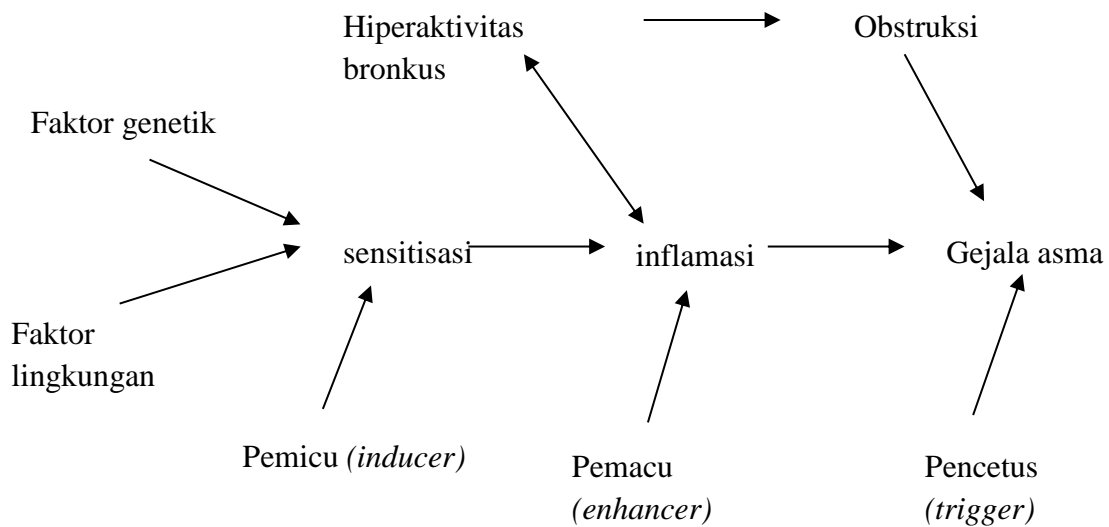 Hiperaktivitas
bronkus
Obstruksi
Faktor genetik
sensitisasi
inflamasi
Gejala asma
Faktor
lingkungan
Pemicu (inducer)
Pemacu
(enhancer)
Pencetus
(trigger)